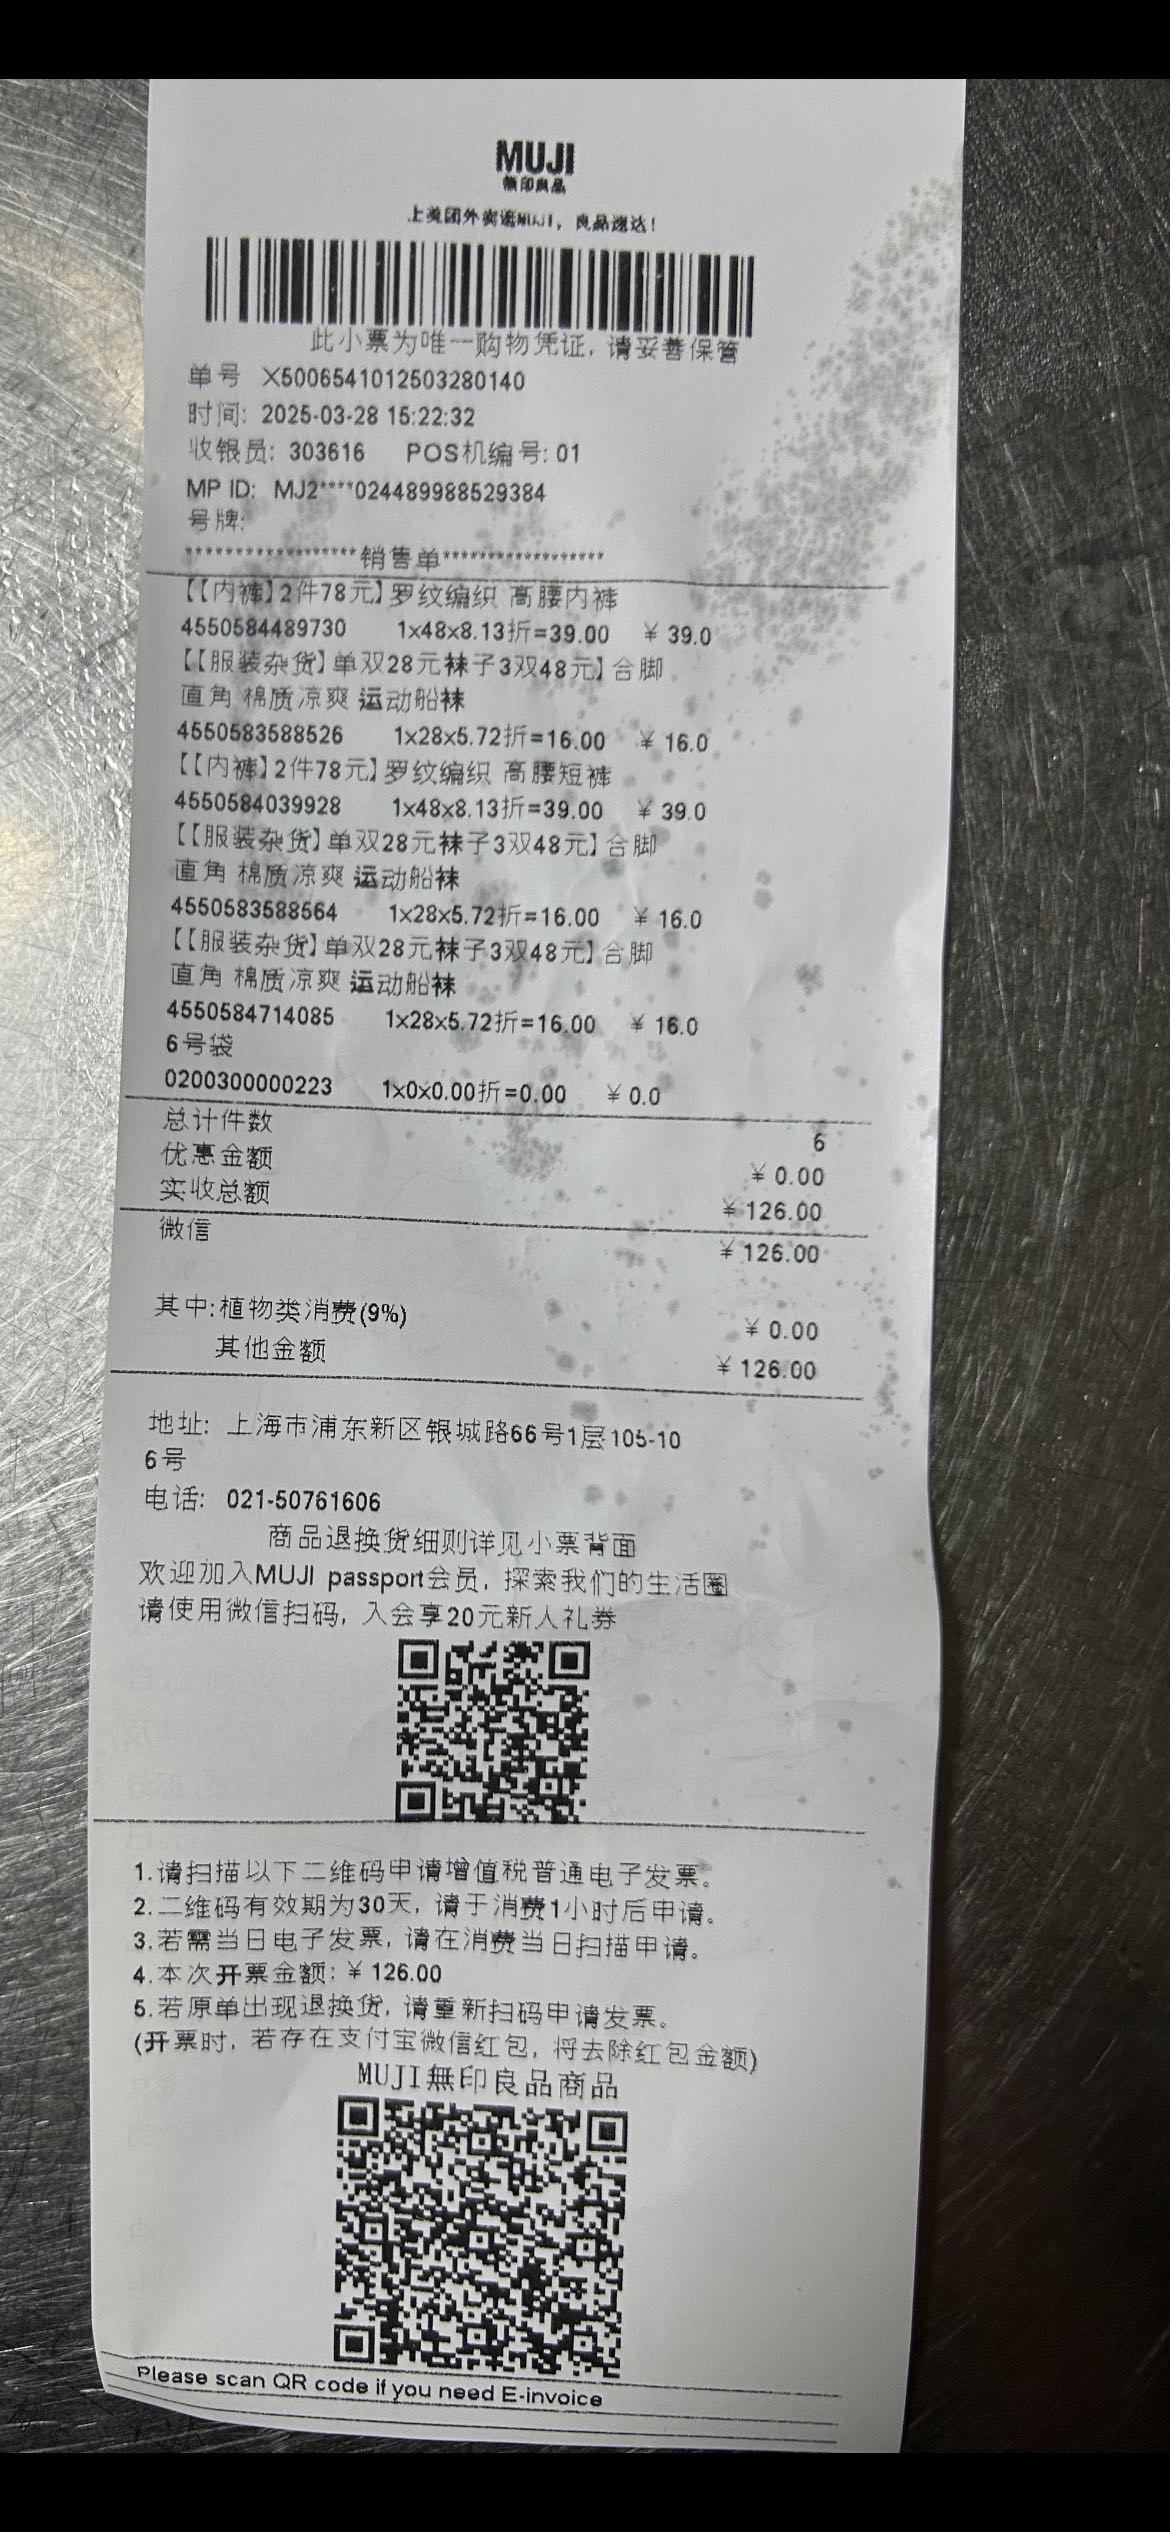 MUJI
無印良品
上美团外卖逛MUJI，良品速达！
此小票为唯一购物凭证, 请妥善保管
单号 X5006541012503280140
时间: 2025-03-28 15:22:32
收银员: 303616 POS机编号: 01
MP ID: MJ2****024489988529384
号牌:
******************销售单******************
【【内裤】2件78元】罗纹编织 高腰内裤
4550584489730 1x48x8.13折=39.00 ¥ 39.0
【【服装杂货】单双28元袜子3双48元】合脚
直角 棉质凉爽 运动船袜
4550583588526 1x28x5.72折=16.00 ¥ 16.0
【【内裤】2件78元】罗纹编织 高腰短裤
4550584039928 1x48x8.13折=39.00 ¥ 39.0
【【服装杂货】单双28元袜子3双48元】合脚
直角 棉质凉爽 运动船袜
4550583588564 1x28x5.72折=16.00 ¥ 16.0
【【服装杂货】单双28元袜子3双48元】合脚
直角 棉质凉爽 运动船袜
4550584714085 1x28x5.72折=16.00 ¥ 16.0
6号袋
0200300000223 1x0x0.00折=0.00 ¥ 0.0
总计件数 6
优惠金额 ¥ 0.00
实收总额 ¥ 126.00
微信 ¥ 126.00
其中: 植物类消费(9%) ¥ 0.00
其他金额 ¥ 126.00
地址: 上海市浦东新区银城路66号1层105-10
6号
电话: 021-50761606
商品退换货细则详见小票背面
欢迎加入MUJI passport会员, 探索我们的生活圈
请使用微信扫码, 入会享20元新人礼券
1.请扫描以下二维码申请增值税普通电子发票。
2.二维码有效期为30天, 请于消费1小时后申请。
3.若需当日电子发票, 请在消费当日扫描申请。
4.本次开票金额: ¥ 126.00
5.若原单出现退换货, 请重新扫码申请发票。
(开票时, 若存在支付宝微信红包, 将去除红包金额)
MUJI無印良品商品
Please scan QR code if you need E-invoice